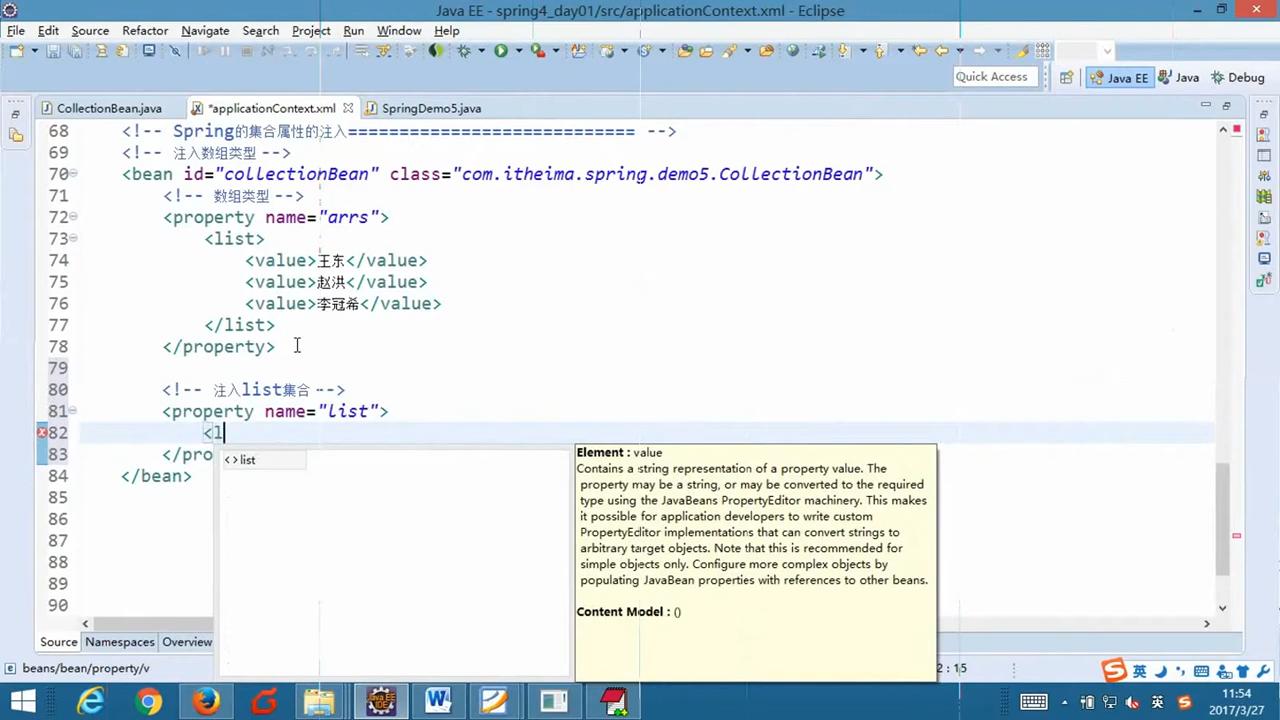 Java EE - spring4_day01/src/applicationContext.xml - Eclipse
File Edit Source Refactor Navigate Search Project Run Window Help
Quick Access
Java EE Java Debug
CollectionBean.java *applicationContext.xml SpringDemo5.java
68 <!-- Spring的集合属性的注入============================ -->
69 <!-- 注入数组类型 -->
70 <bean id="collectionBean" class="com.itheima.spring.demo5.CollectionBean">
71 <!-- 数组类型 -->
72 <property name="arrs">
73 <list>
74 <value>王东</value>
75 <value>赵洪</value>
76 <value>李冠希</value>
77 </list>
78 </property>
79
80 <!-- 注入list集合 -->
81 <property name="list">
82 <l
83 </pro
84 </bean>
85
86
87
88
89
90
<> list
Element : value
Contains a string representation of a property value. The
property may be a string, or may be converted to the required
type using the JavaBeans PropertyEditor machinery. This makes
it possible for application developers to write custom
PropertyEditor implementations that can convert strings to
arbitrary target objects. Note that this is recommended for
simple objects only. Configure more complex objects by
populating JavaBean properties with references to other beans.
Content Model : ()
Source Namespaces Overview
beans/bean/property/v
2 : 15
英
Java EE IDE
英
11:54
2017/3/27